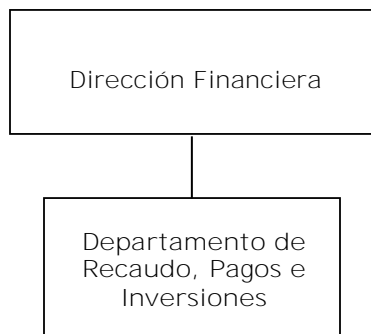 Dirección Financiera
Departamento de
Recaudo, Pagos e
Inversiones